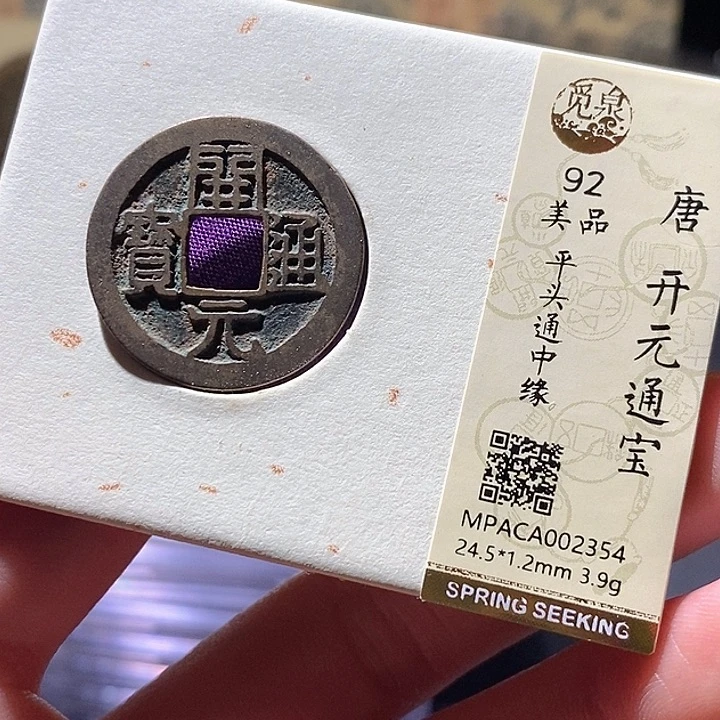 開元通寳
觅泉
92
美品
平头通中缘
唐 开元通宝
MPACA002354
24.5*1.2mm 3.9g
SPRING SEEKING